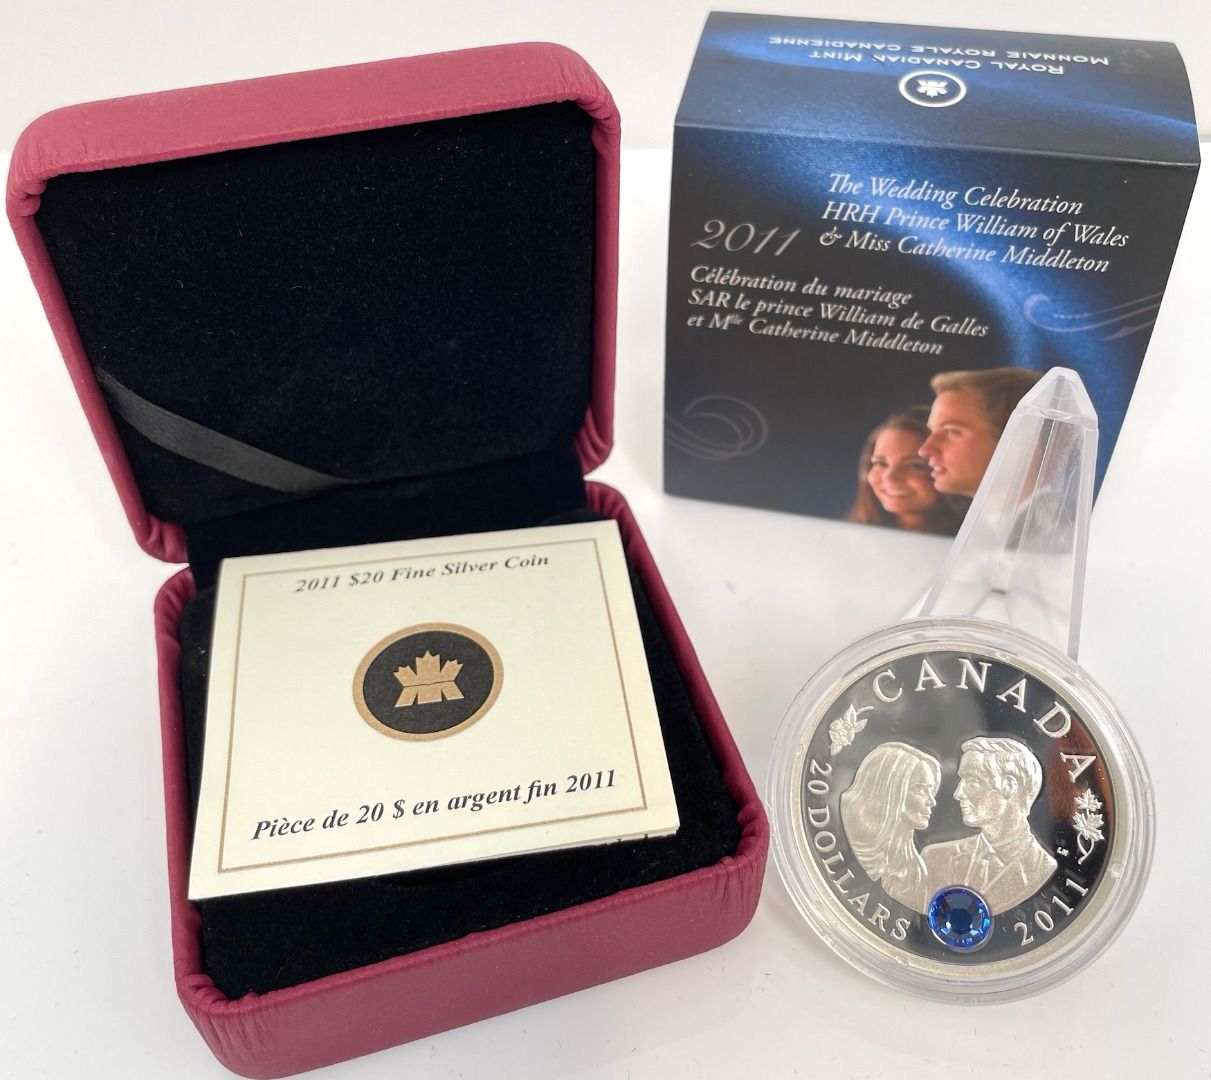 ROYAL CANADIAN MINT
MONNAIE ROYALE CANADIENNE
The Wedding Celebration
HRH Prince William of Wales
& Miss Catherine Middleton
2011
Célébration du mariage
SAR le prince William de Galles
et Mlle Catherine Middleton
2011 $20 Fine Silver Coin
Pièce de 20 $ en argent fin 2011
CANADA
20 DOLLARS
2011